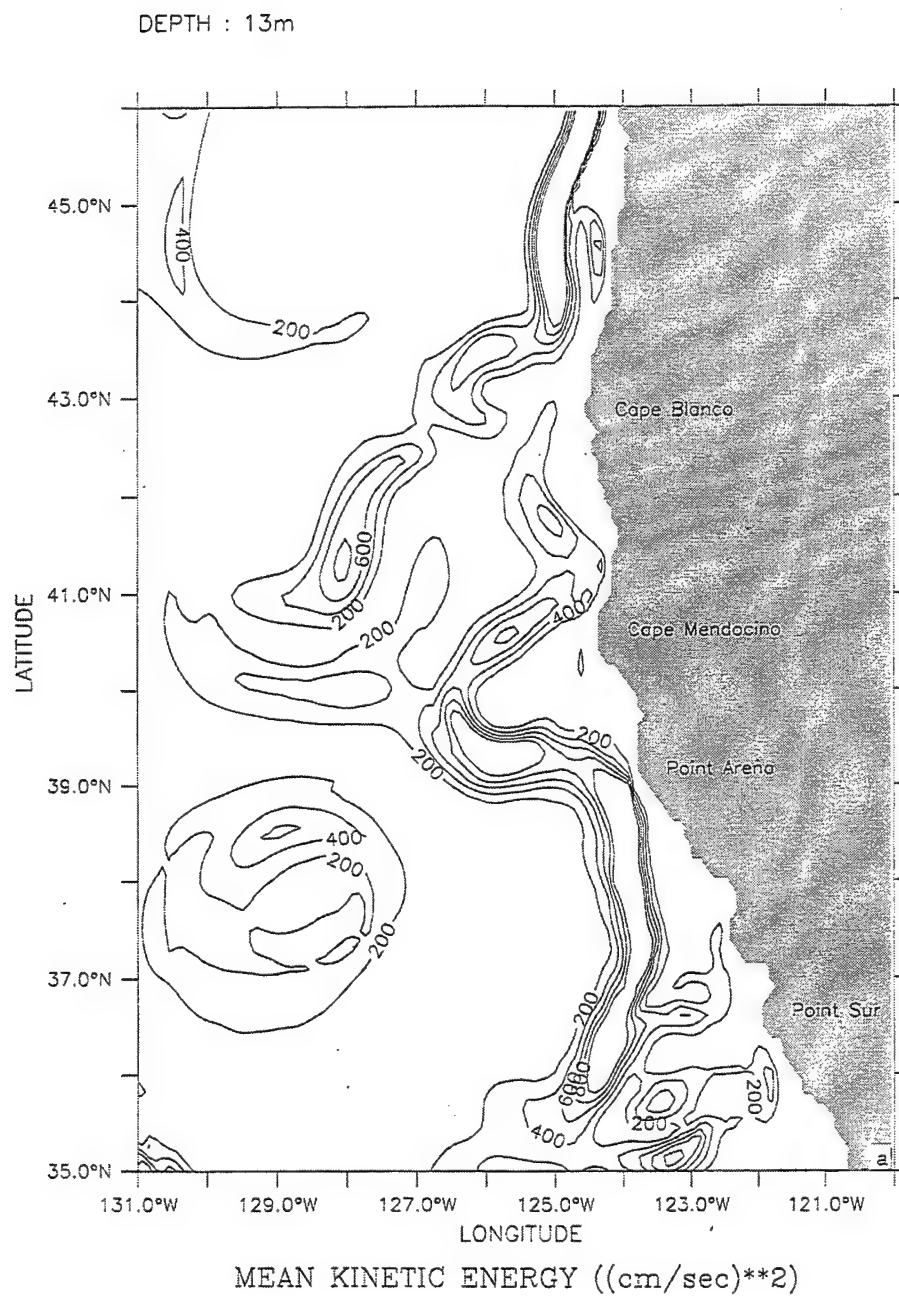 DEPTH : 13m
45.0°N
400
200
43.0°N
Cape Blanco
600
41.0°N
200
200
400
Cape Mendocino
LATITUDE
200
200
Point Arena
39.0°N
400
200
200
37.0°N
200
Point Sur
800
600
200
200
400
35.0°N
a
131.0°W 129.0°W 127.0°W 125.0°W 123.0°W 121.0°W
LONGITUDE
MEAN KINETIC ENERGY ((cm/sec)**2)